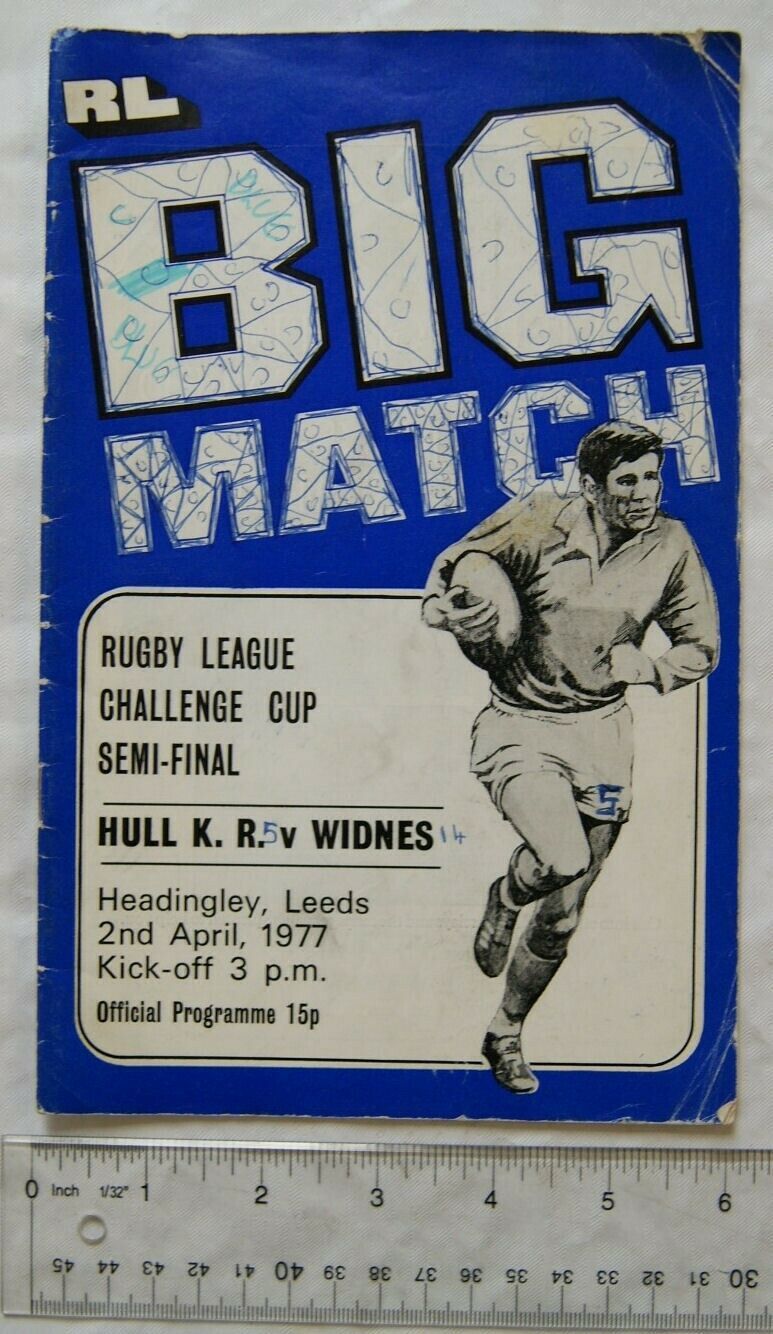 RL
BIG
MATCH
RUGBY LEAGUE
CHALLENGE CUP
SEMI-FINAL
HULL K. R. 5 v WIDNES 14
5
Headingley, Leeds
2nd April, 1977
Kick-off 3 p.m.
Official Programme 15p
0 Inch 1/32" 1 2 3 4 5 6
45 44 43 42 41 40 39 38 37 36 35 34 33 32 31 30